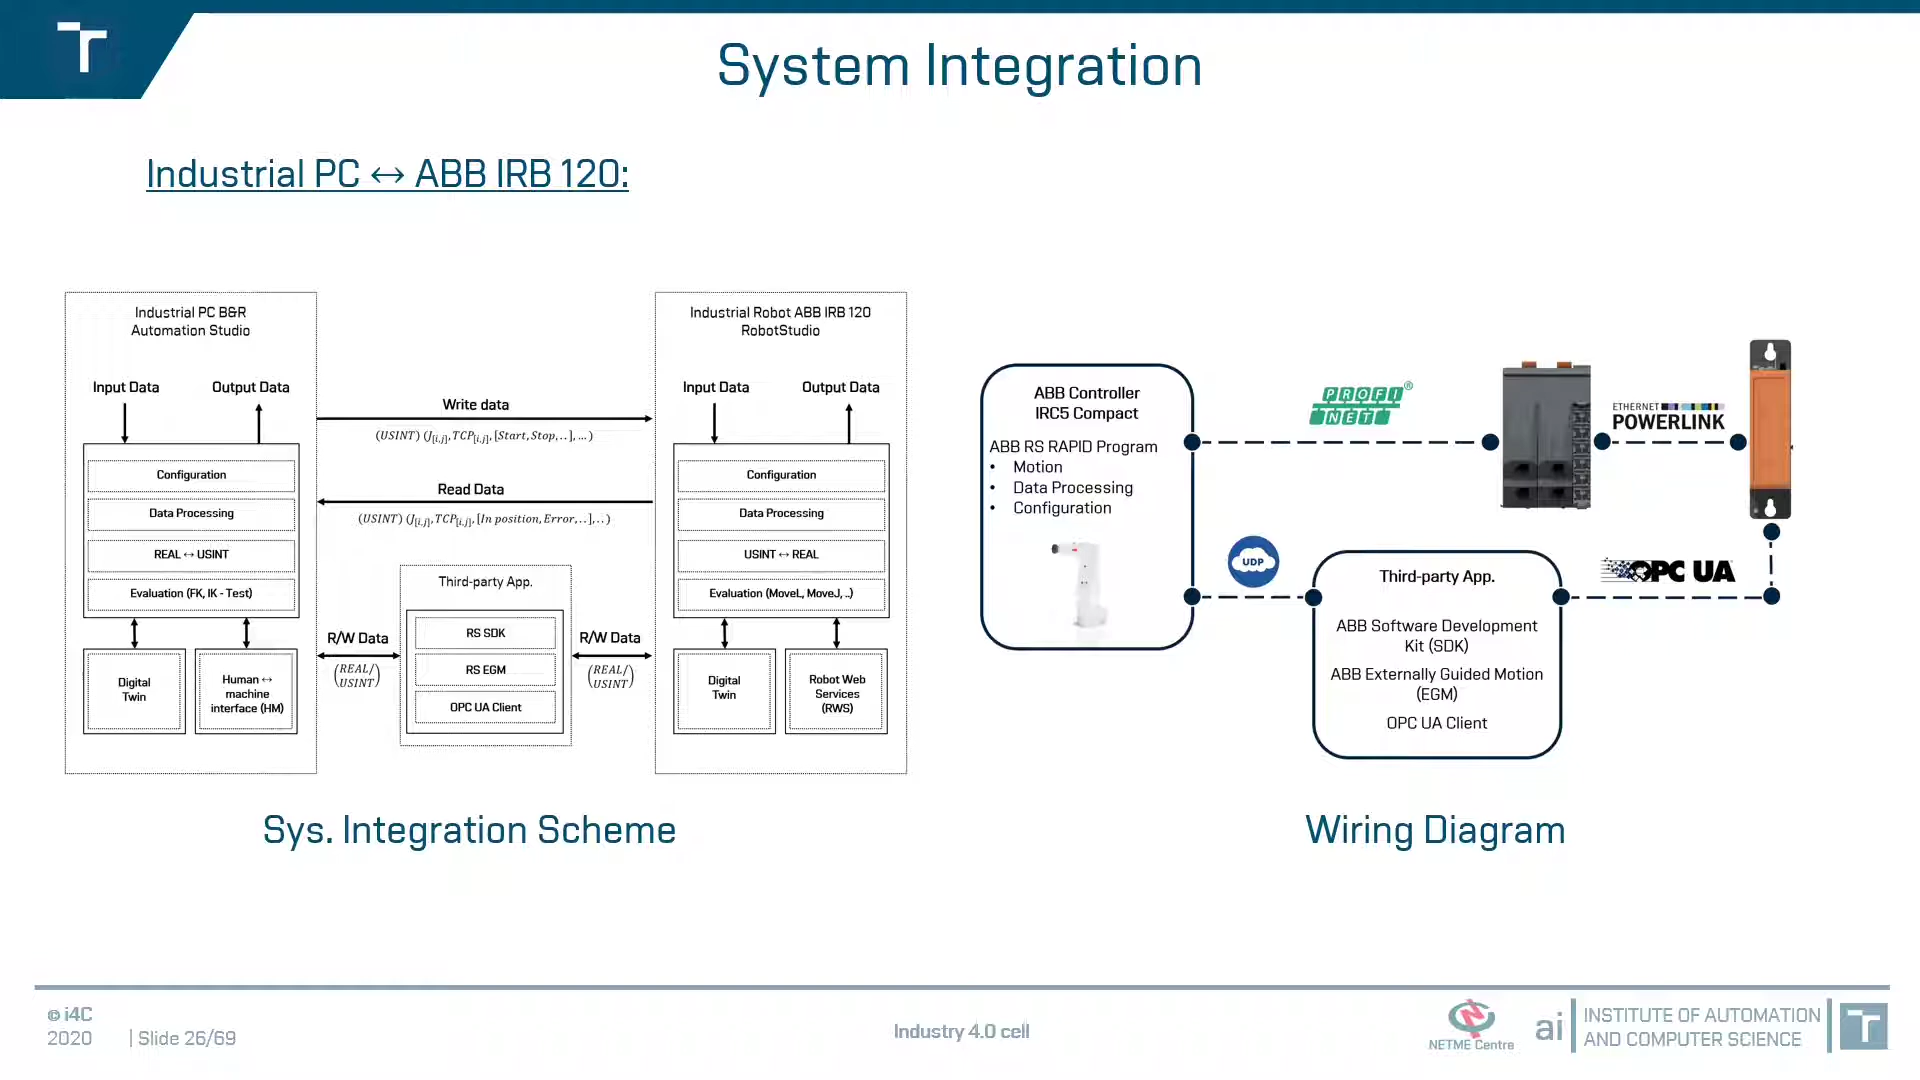 System Integration
Industrial PC ↔ ABB IRB 120:
Industrial PC B&R
Automation Studio
Input Data
Output Data
Configuration
Data Processing
REAL ↔ USINT
Evaluation (FK, IK - Test)
Digital
Twin
Human ↔
machine
interface (HM)
Write data
(USINT) (J[i,j], TCP[i,j], [Start, Stop, . . ], … )
Read Data
(USINT) (J[i,j], TCP[i,j], [In position, Error, . . ], . . )
R/W Data
(REAL/
USINT)
Third-party App.
RS SDK
RS EGM
OPC UA Client
R/W Data
(REAL/
USINT)
Industrial Robot ABB IRB 120
RobotStudio
Input Data
Output Data
Configuration
Data Processing
USINT ↔ REAL
Evaluation (MoveL, MoveJ, ..)
Digital
Twin
Robot Web
Services
(RWS)
Sys. Integration Scheme
ABB Controller
IRC5 Compact
ABB RS RAPID Program
• Motion
• Data Processing
• Configuration
PROFI
NET
®
ETHERNET
POWERLINK
UDP
OPC UA
Third-party App.
ABB Software Development
Kit (SDK)
ABB Externally Guided Motion
(EGM)
OPC UA Client
Wiring Diagram
© i4C
2020 | Slide 26/69
Industry 4.0 cell
NETME Centre
ai
INSTITUTE OF AUTOMATION
AND COMPUTER SCIENCE